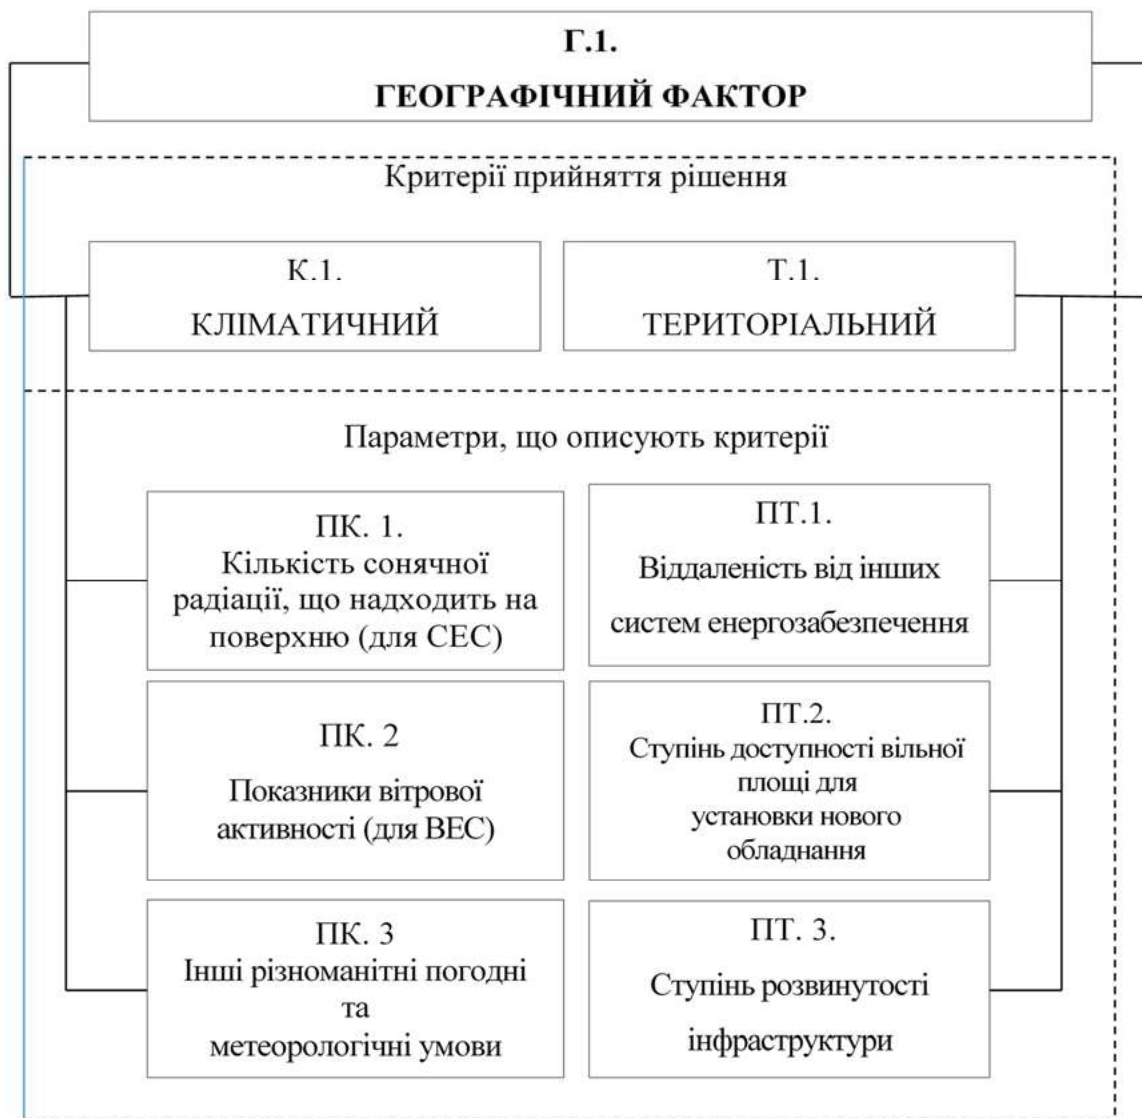 Г.1.
ГЕОГРАФІЧНИЙ ФАКТОР
Критерії прийняття рішення
К.1.
КЛІМАТИЧНИЙ
Т.1.
ТЕРИТОРІАЛЬНИЙ
Параметри, що описують критерії
ПК. 1.
Кількість сонячної
радіації, що надходить на
поверхню (для СЕС)
ПТ.1.
Віддаленість від інших
систем енергозабезпечення
ПК. 2
Показники вітрової
активності (для ВЕС)
ПТ.2.
Ступінь доступності вільної
площі для
установки нового
обладнання
ПК. 3
Інші різноманітні погодні
та
метеорологічні умови
ПТ. 3.
Ступінь розвинутості
інфраструктури